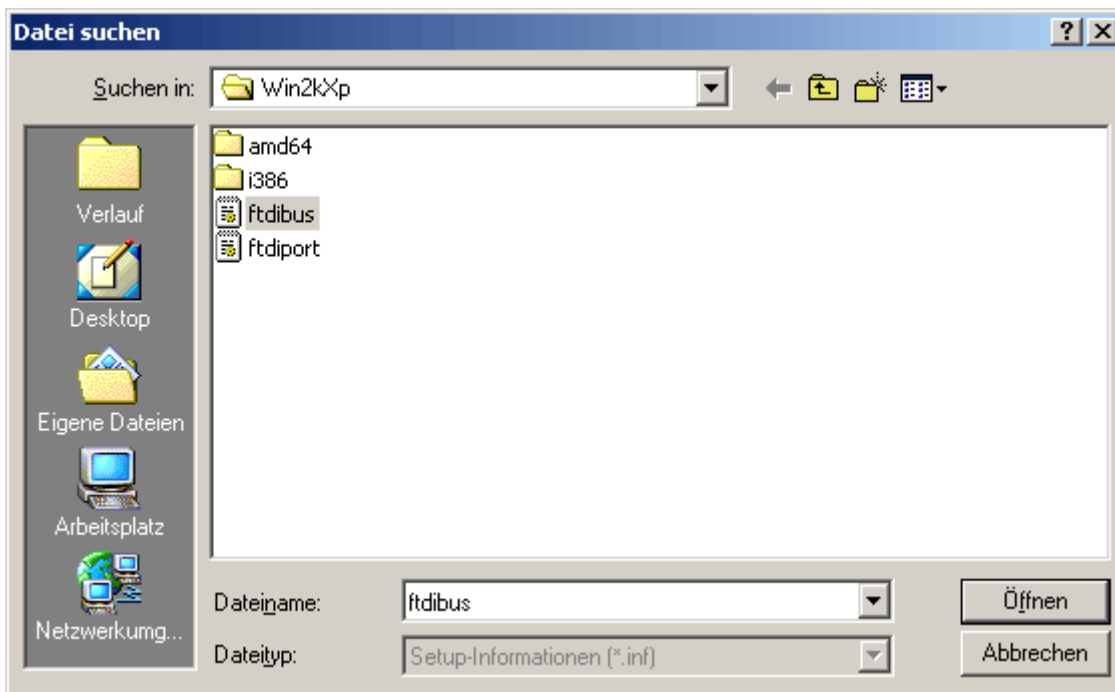 Datei suchen
Suchen in:
Win2kXp
Verlauf
Desktop
Eigene Dateien
Arbeitsplatz
Netzwerkumg...
amd64
i386
ftdibus
ftdiport
Dateiname:
ftdibus
Öffnen
Dateityp:
Setup-Informationen (*.inf)
Abbrechen